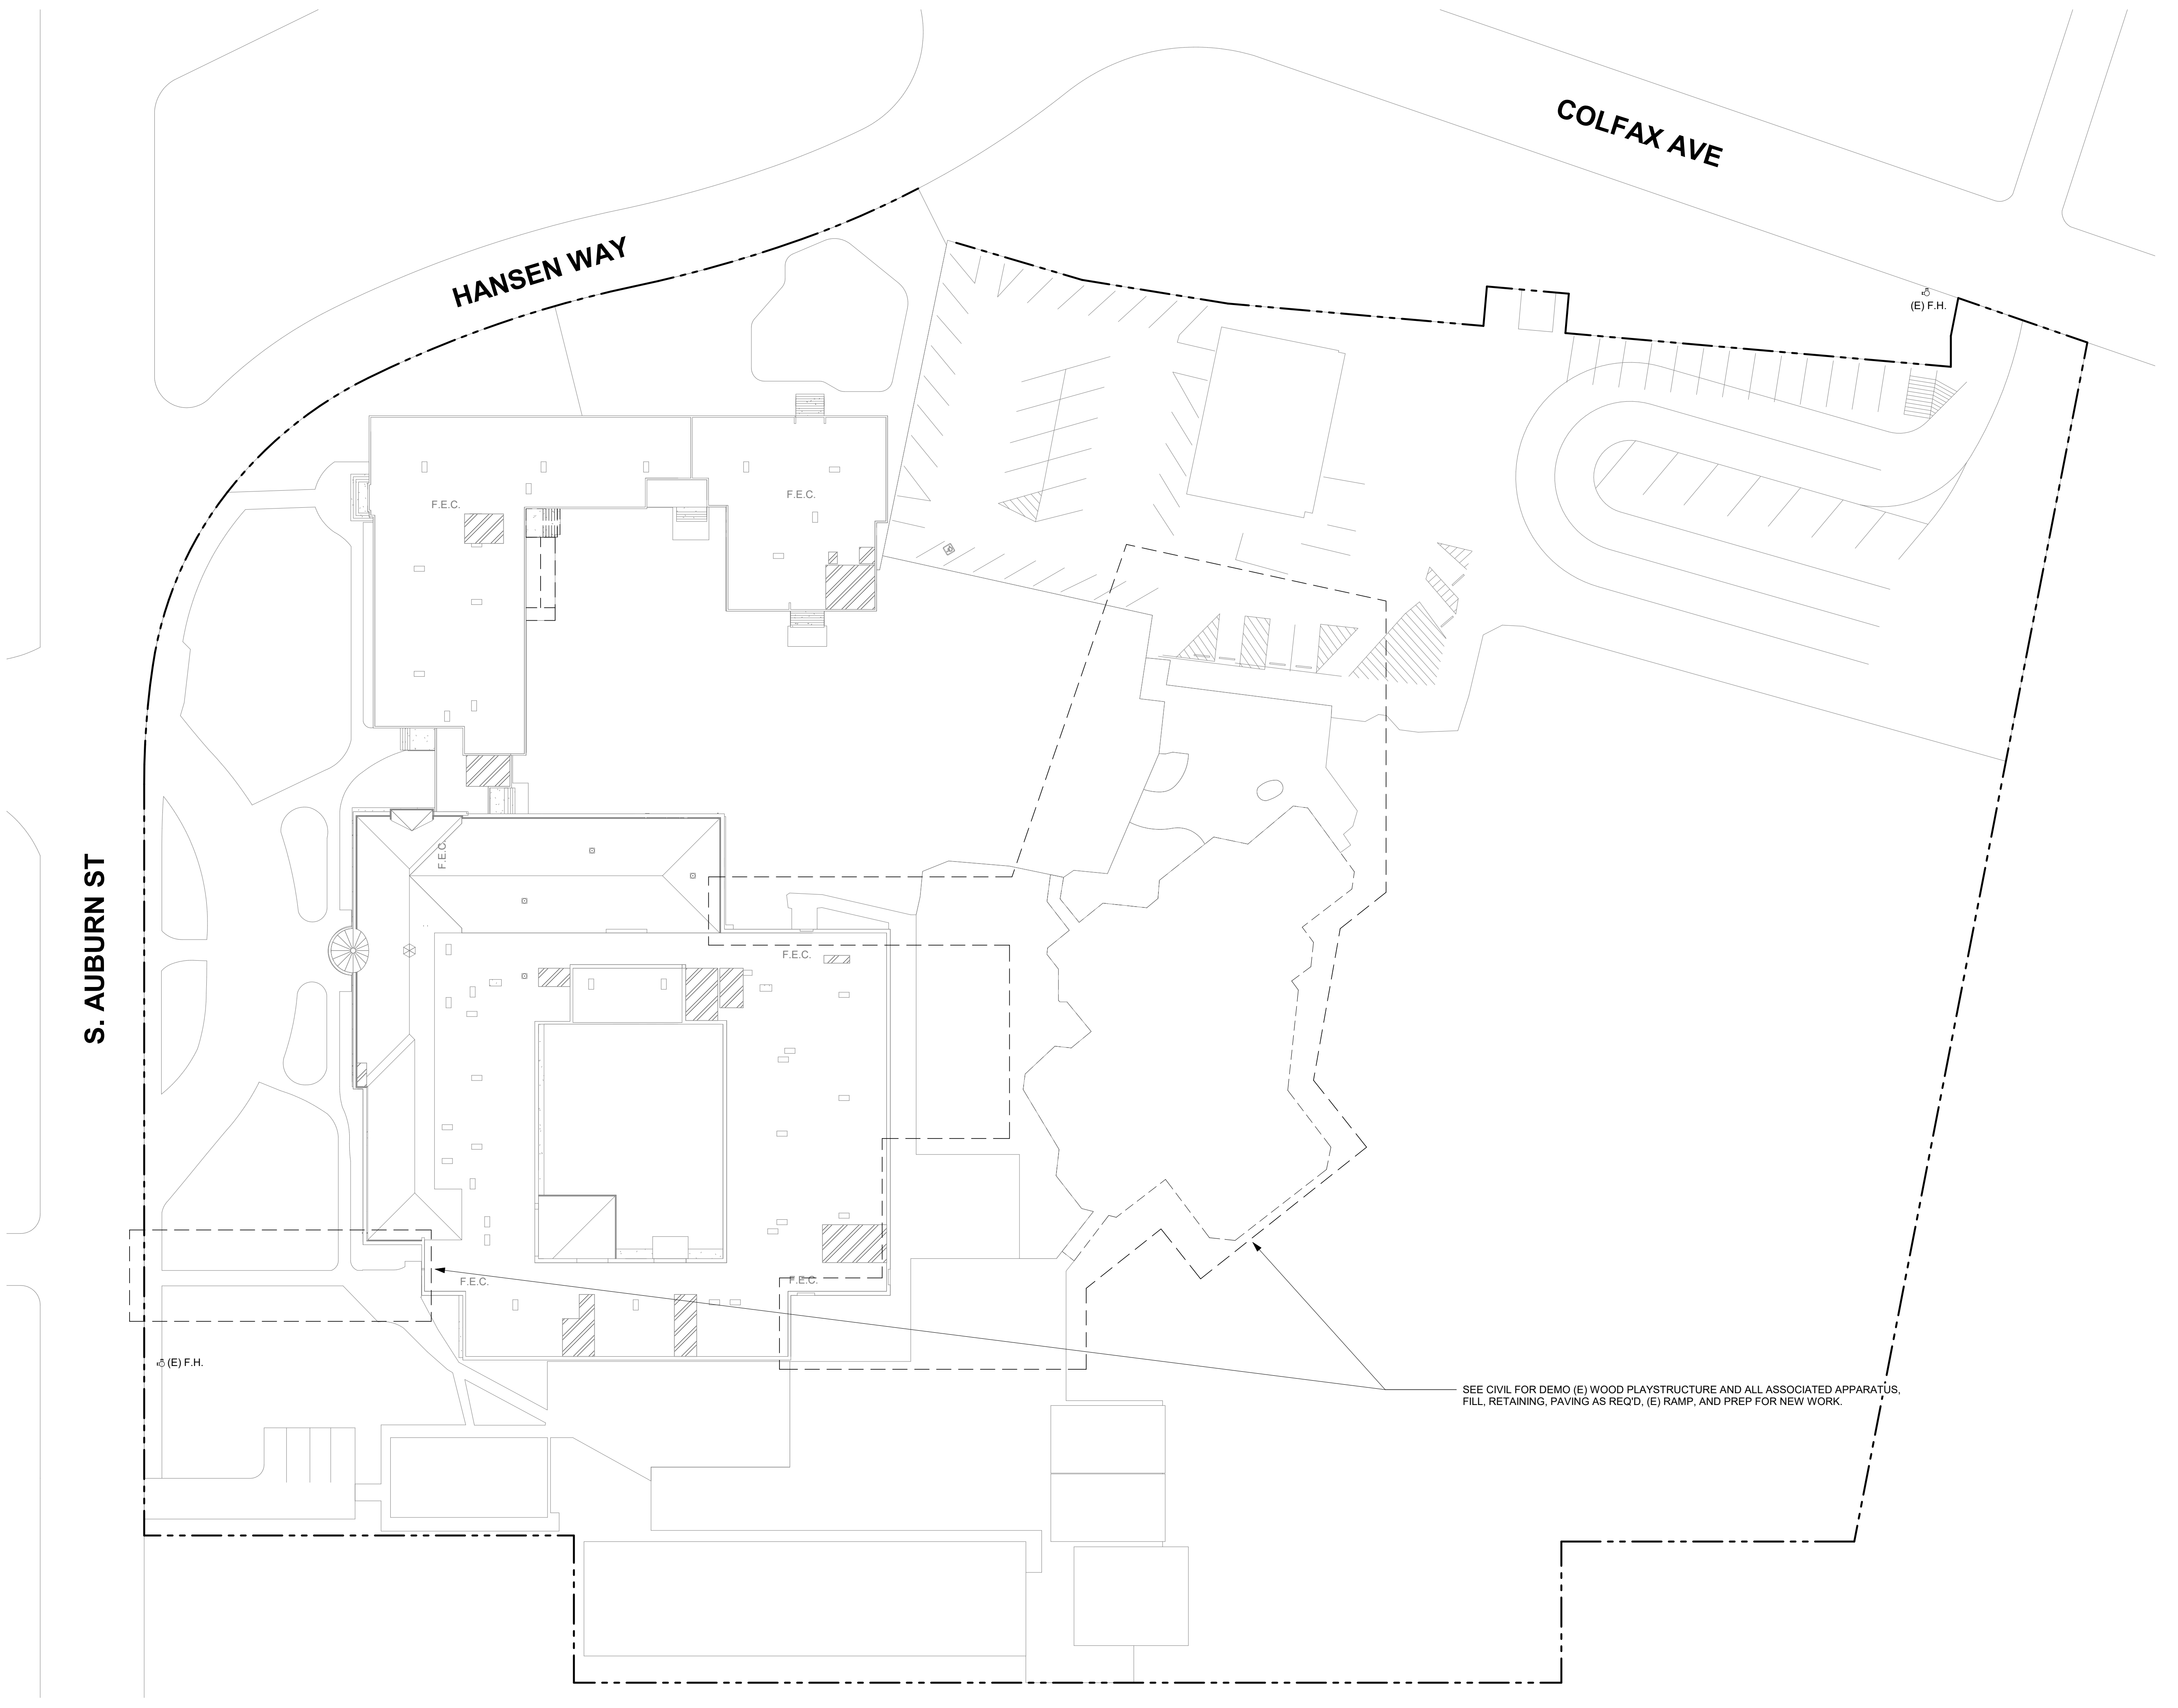 COLFAX AVE
HANSEN WAY
(E) F.H.
F.E.C.
F.E.C.
S. AUBURN ST
F.E.C.
F.E.C.
F.E.C.
F.E.C.
(E) F.H.
SEE CIVIL FOR DEMO (E) WOOD PLAYSTRUCTURE AND ALL ASSOCIATED APPARATUS,
FILL, RETAINING, PAVING AS REQ'D, (E) RAMP, AND PREP FOR NEW WORK.